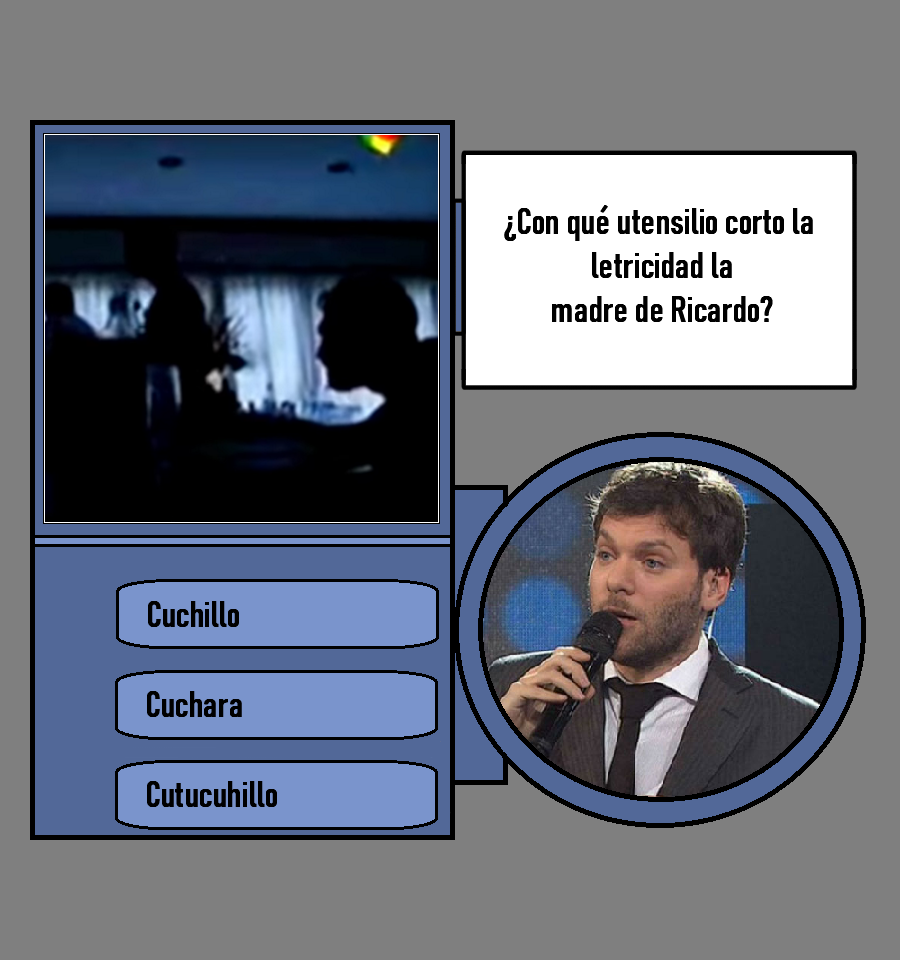 ¿Con qué utensilio corto la
letricidad la
madre de Ricardo?
Cuchillo
Cuchara
Cutucuhillo